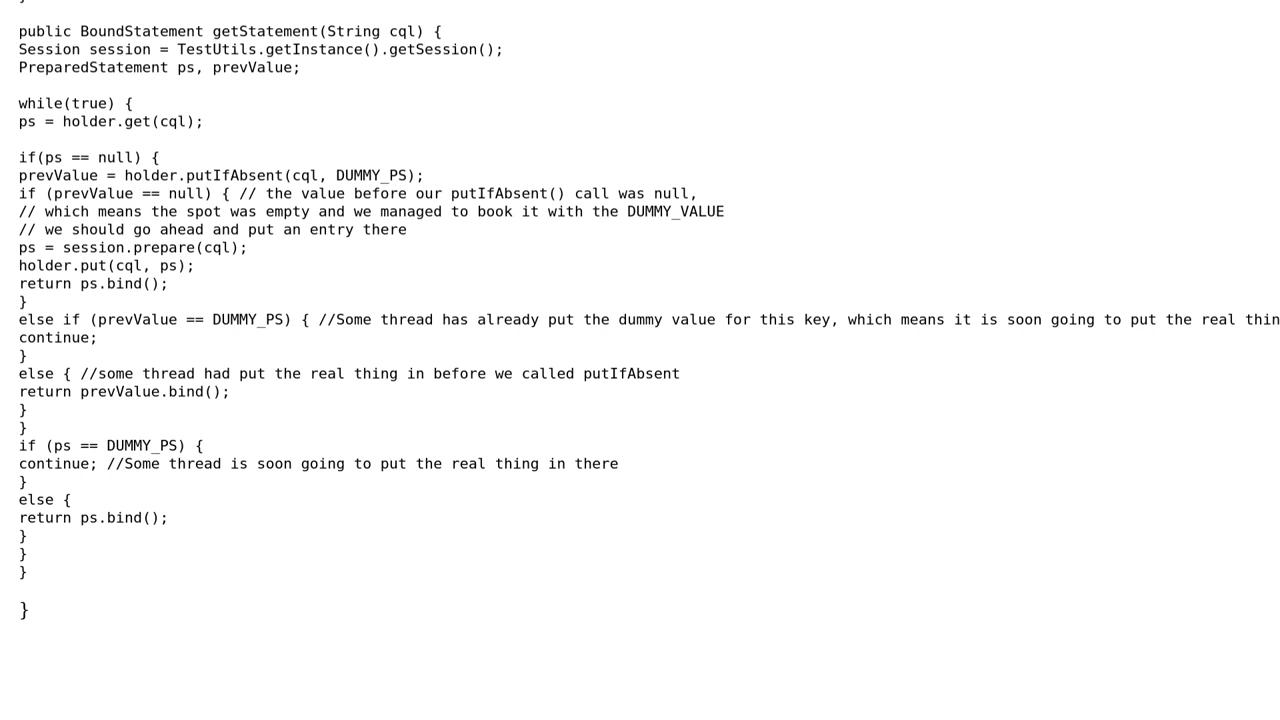 }
public BoundStatement getStatement(String cql) {
Session session = TestUtils.getInstance().getSession();
PreparedStatement ps, prevValue;
while(true) {
ps = holder.get(cql);
if(ps == null) {
prevValue = holder.putIfAbsent(cql, DUMMY_PS);
if (prevValue == null) { // the value before our putIfAbsent() call was null,
// which means the spot was empty and we managed to book it with the DUMMY_VALUE
// we should go ahead and put an entry there
ps = session.prepare(cql);
holder.put(cql, ps);
return ps.bind();
}
else if (prevValue == DUMMY_PS) { //Some thread has already put the dummy value for this key, which means it is soon going to put the real thin
continue;
}
else { //some thread had put the real thing in before we called putIfAbsent
return prevValue.bind();
}
}
if (ps == DUMMY_PS) {
continue; //Some thread is soon going to put the real thing in there
}
else {
return ps.bind();
}
}
}
}